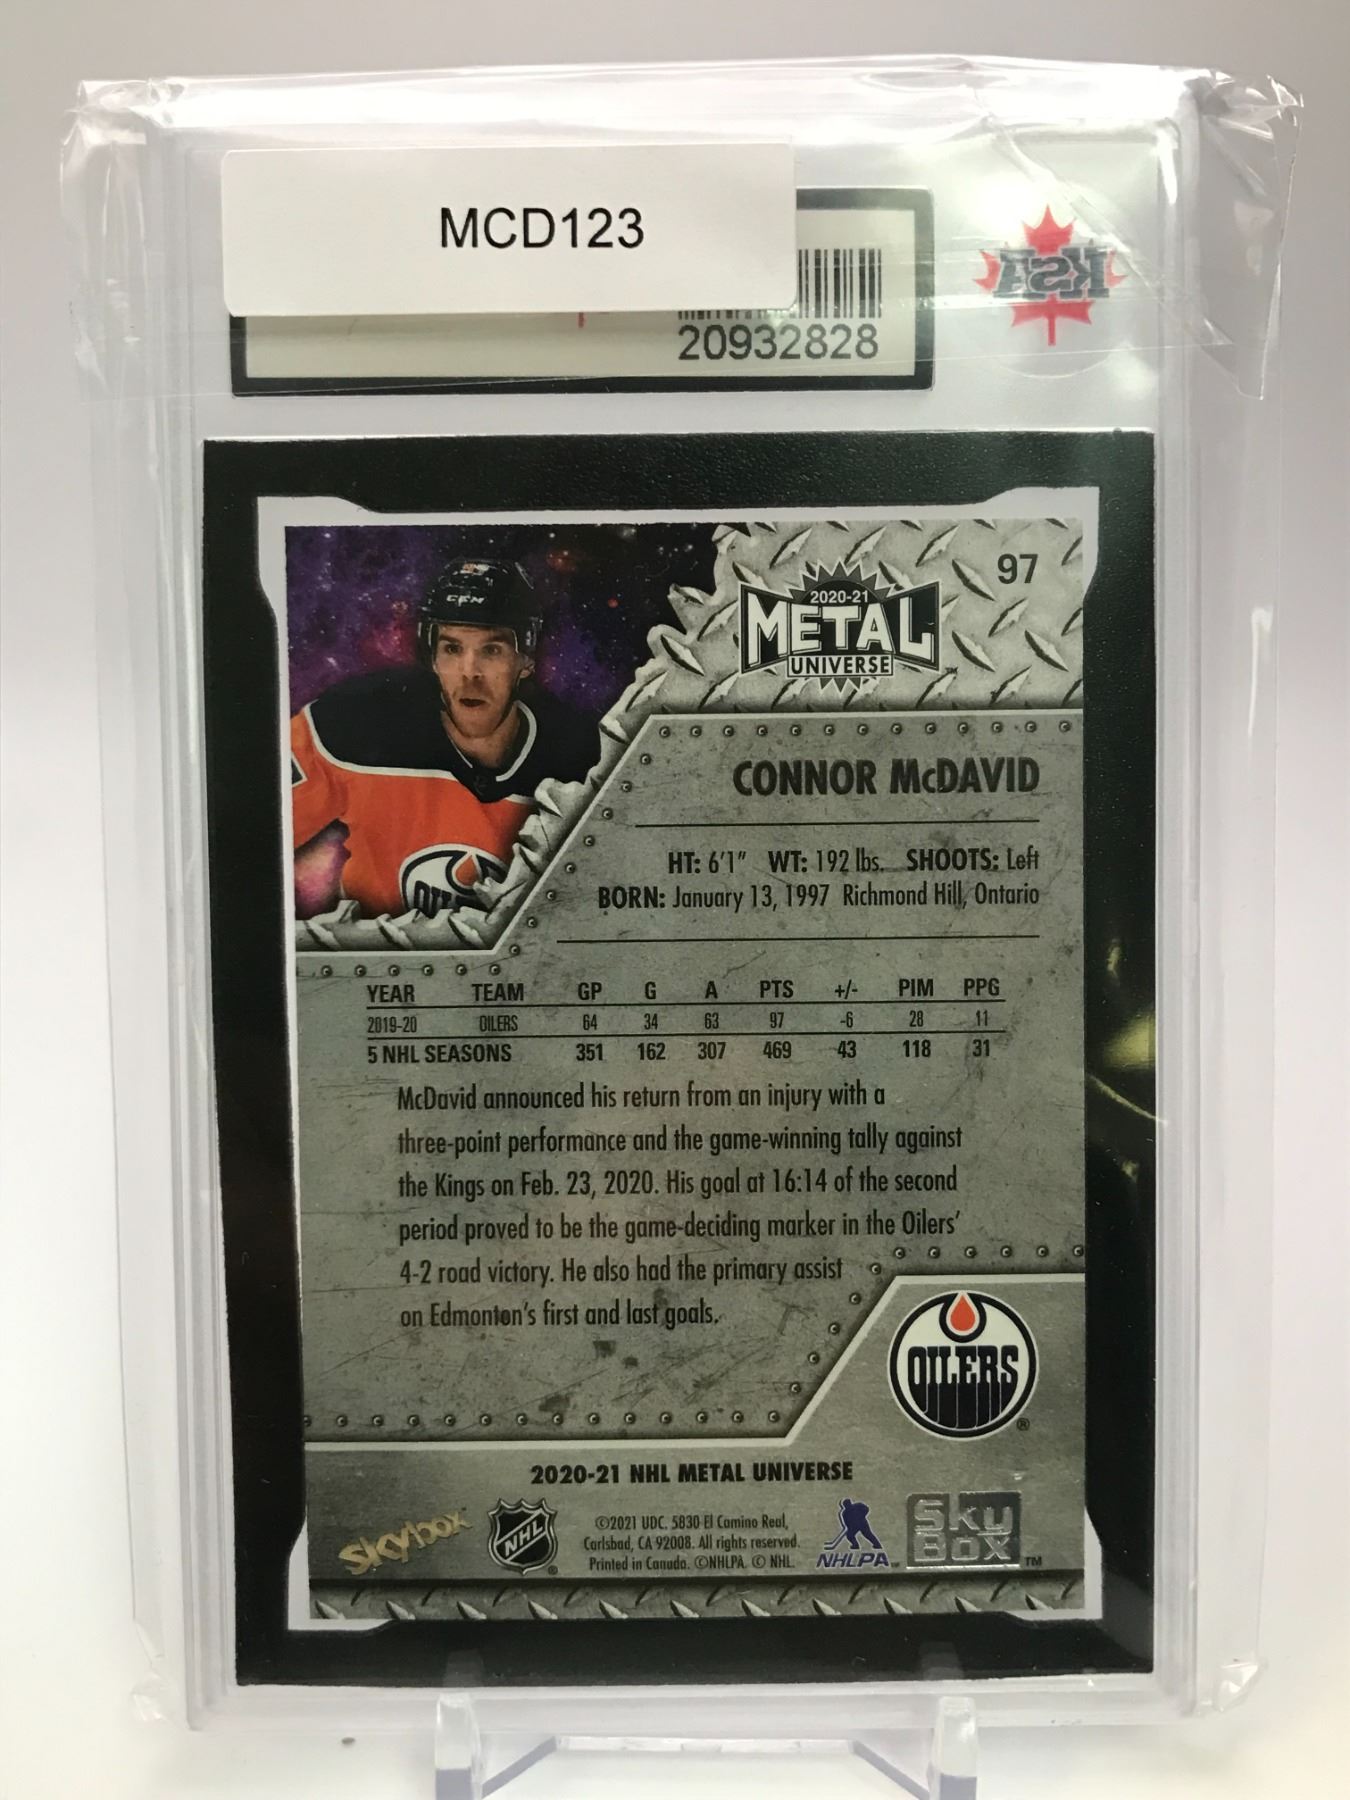 MCD123
20932828
KSA
97
2020-21
METAL
UNIVERSE
TM
CCM
CONNOR McDAVID
HT: 6'1" WT: 192 lbs. SHOOTS: Left
BORN: January 13, 1997 Richmond Hill, Ontario
YEAR TEAM GP G A PTS +/- PIM PPG
2019-20 OILERS 64 34 63 97 -6 28 11
5 NHL SEASONS 351 162 307 469 43 118 31
McDavid announced his return from an injury with a
three-point performance and the game-winning tally against
the Kings on Feb. 23, 2020. His goal at 16:14 of the second
period proved to be the game-deciding marker in the Oilers'
4-2 road victory. He also had the primary assist
on Edmonton's first and last goals.
OILERS
®
2020-21 NHL METAL UNIVERSE
skybox
NHL
®
©2021 UDC. 5830 El Camino Real,
Carlsbad, CA 92008. All rights reserved.
Printed in Canada. ©NHLPA. © NHL.
NHLPA
SKY
BOX
TM